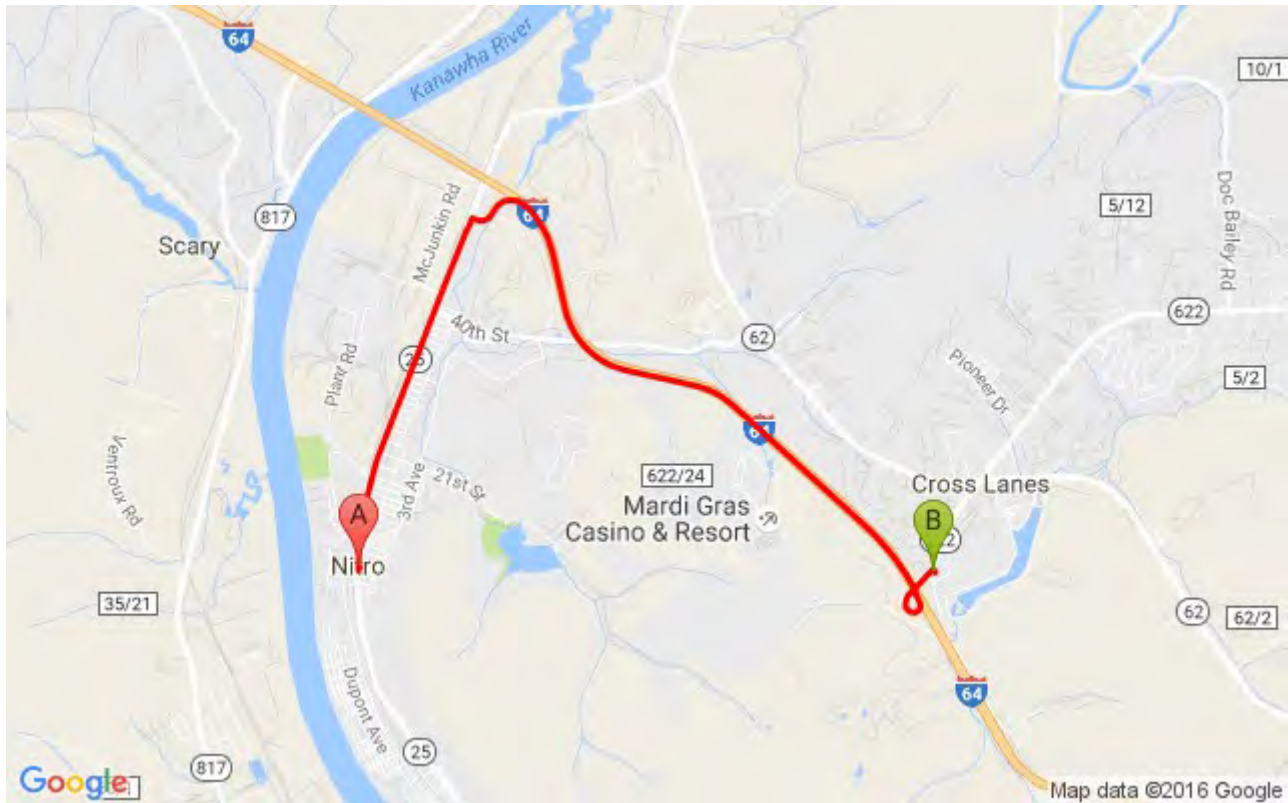 64
Kanawha River
10/1
McJunkin Rd
Doc Bailey Rd
5/12
817
64
Scary
622
40th St
62
Pioneer Dr
25
Plant Rd
5/2
64
Ventroux Rd
3rd Ave
21st St
622/24
Cross Lanes
Mardi Gras
Casino & Resort
A
B
622
Nitro
35/21
62
62/2
Dupont Ave
64
25
817
Google
Map data ©2016 Google